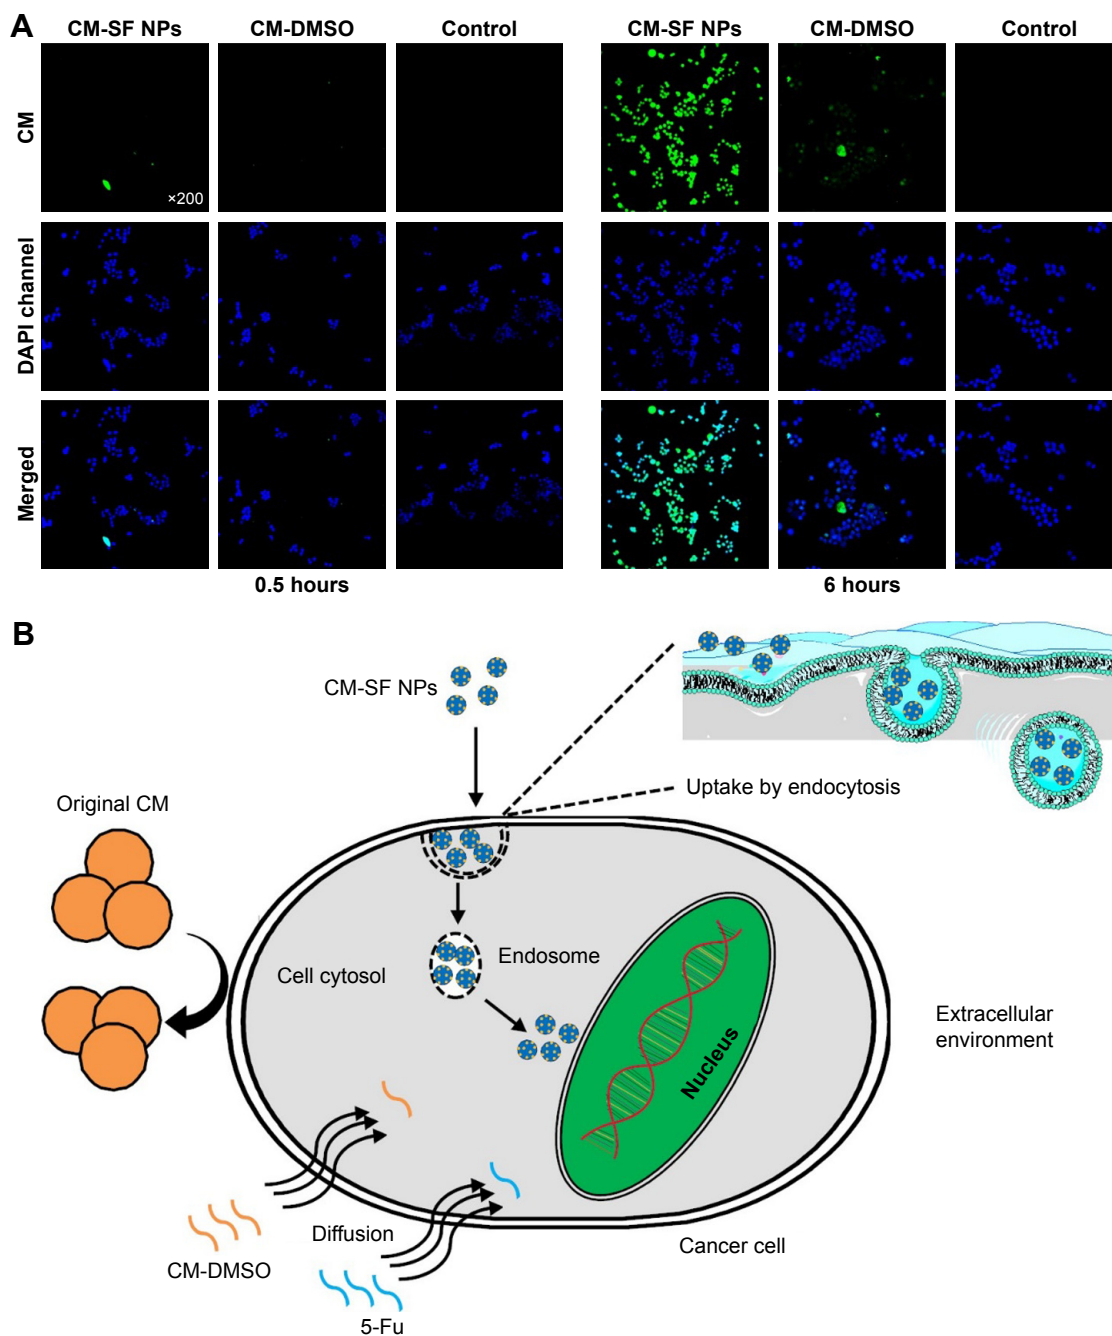 A
CM-SF NPs
CM-DMSO
Control
CM-SF NPs
CM-DMSO
Control
CM
×200
DAPI channel
Merged
0.5 hours
6 hours
B
CM-SF NPs
Uptake by endocytosis
Original CM
Endosome
Cell cytosol
Nucleus
Extracellular
environment
Diffusion
CM-DMSO
Cancer cell
5-Fu